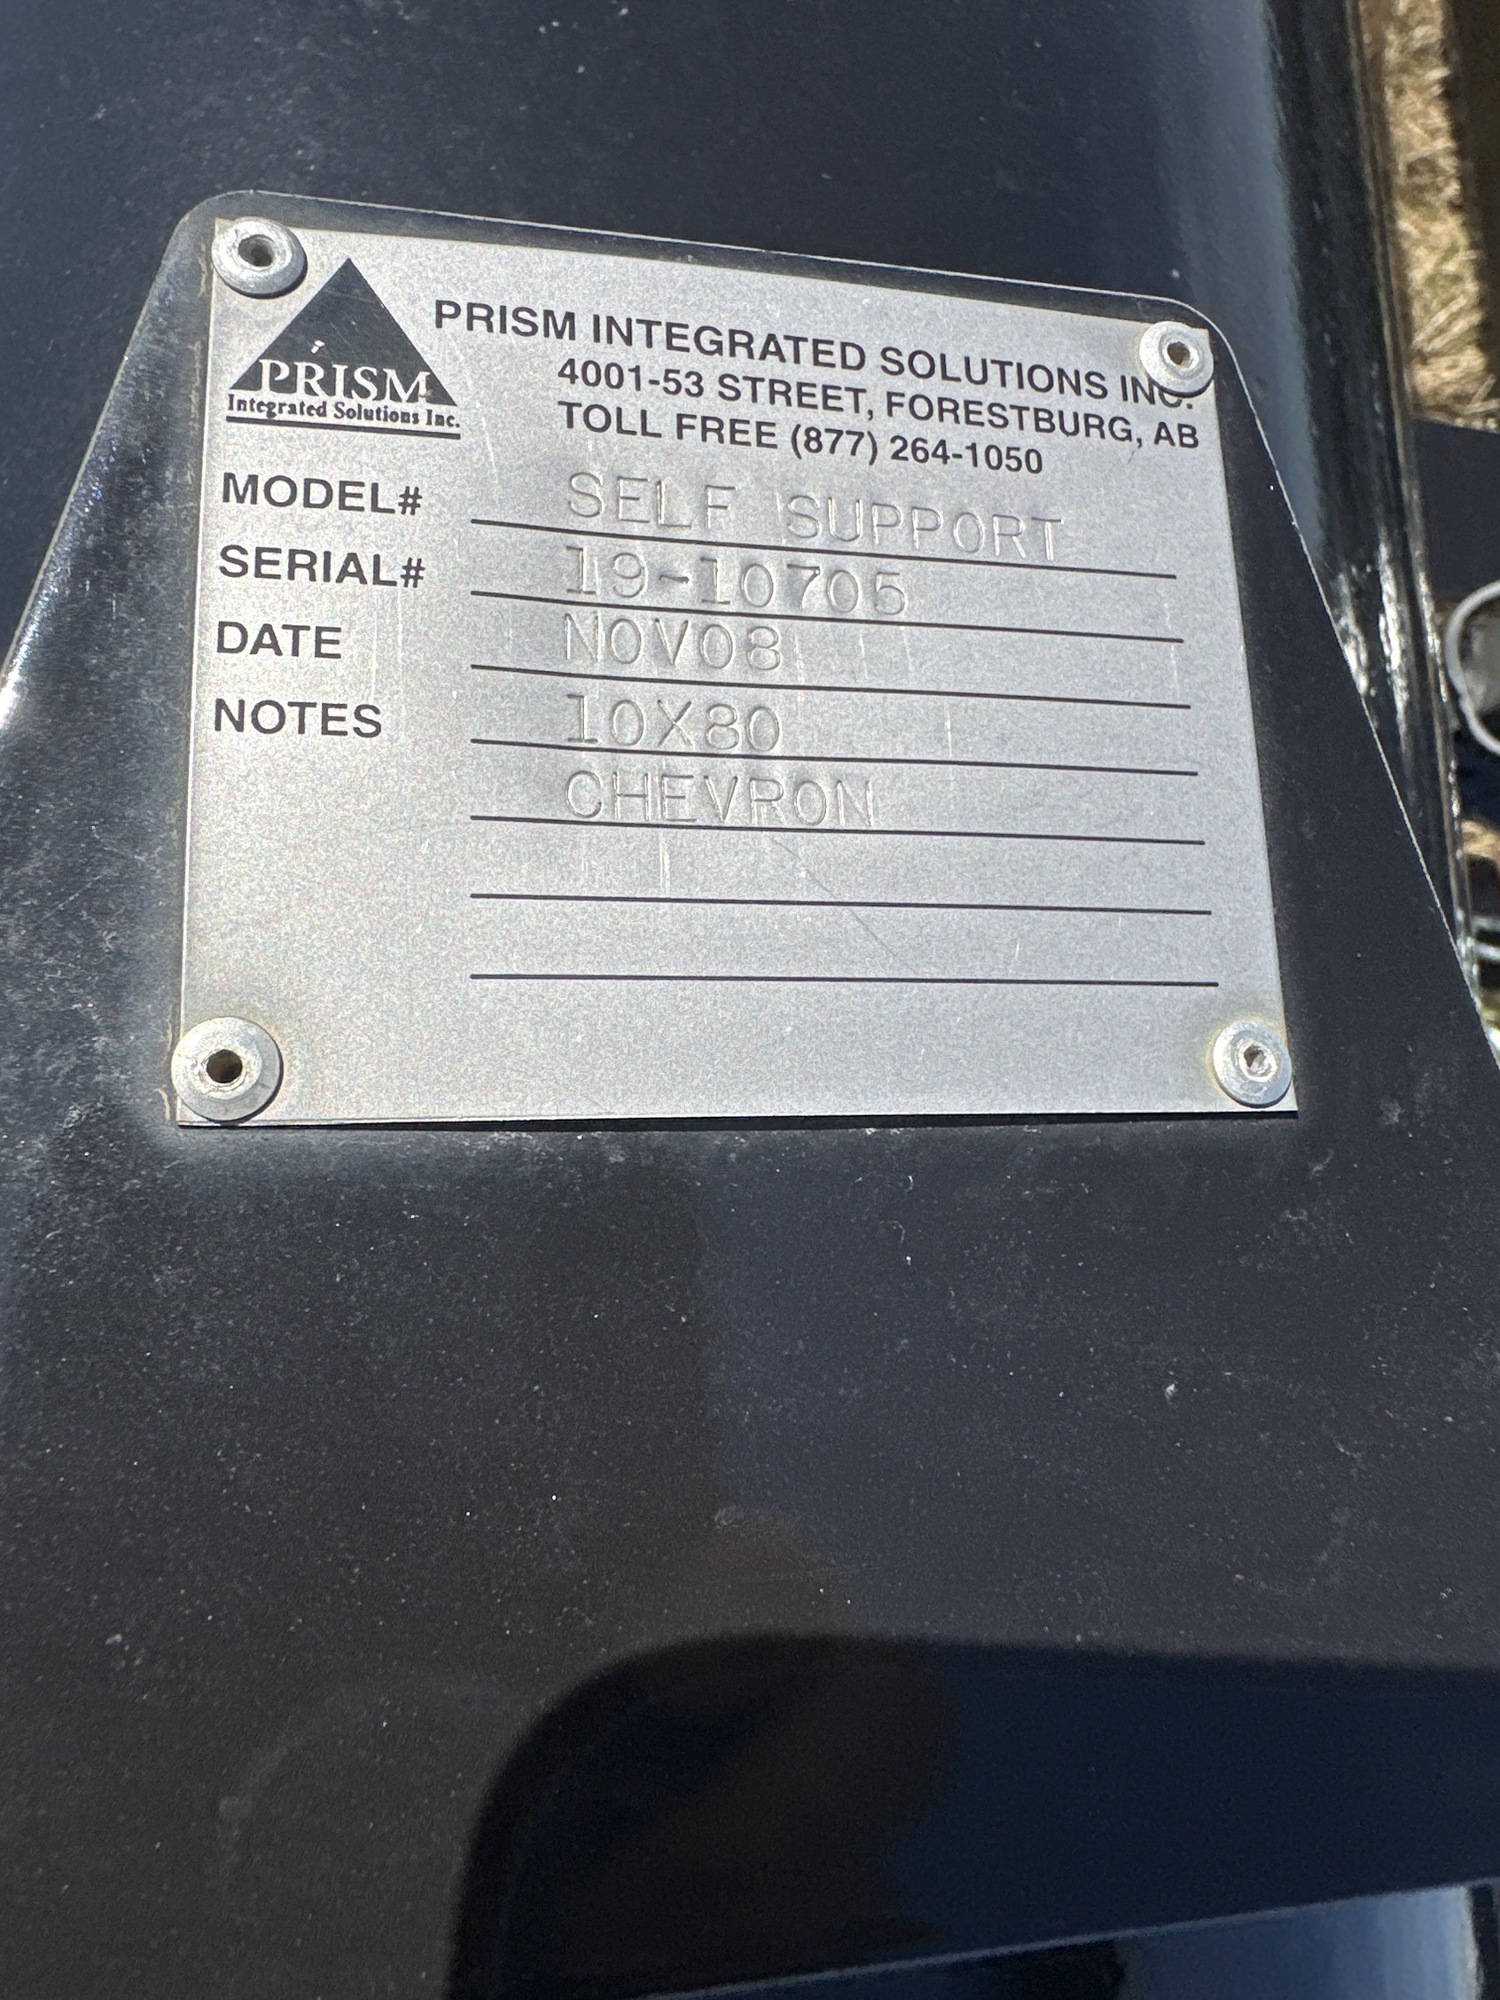 PRISM
Integrated Solutions Inc.
PRISM INTEGRATED SOLUTIONS INC.
4001-53 STREET, FORESTBURG, AB
TOLL FREE (877) 264-1050
MODEL# SELF SUPPORT
SERIAL# 19-10705
DATE NOV08
NOTES 10X80
CHEVRON